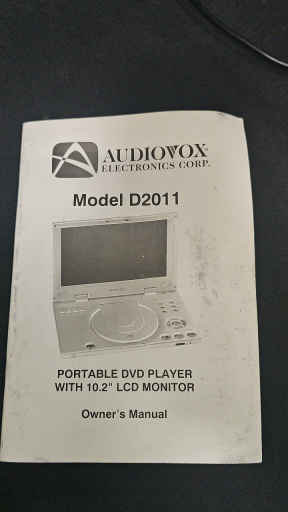 AUDIOVOX
ELECTRONICS CORP.
Model D2011
PORTABLE DVD PLAYER
WITH 10.2" LCD MONITOR
Owner's Manual